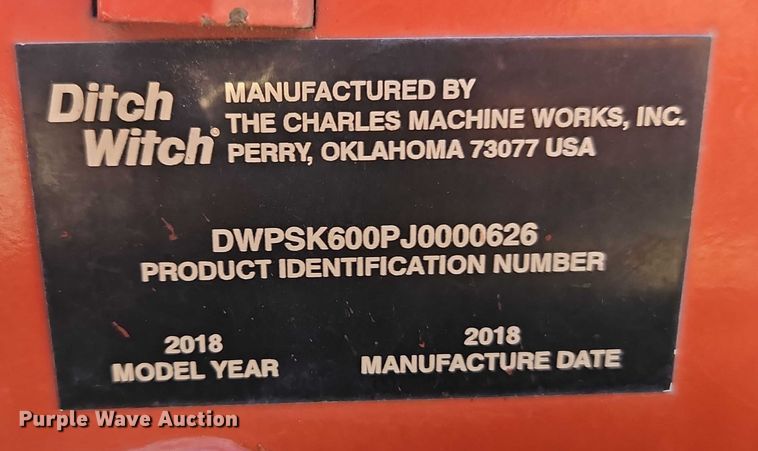 Ditch
Witch®
MANUFACTURED BY
THE CHARLES MACHINE WORKS, INC.
PERRY, OKLAHOMA 73077 USA
DWPSK600PJ0000626
PRODUCT IDENTIFICATION NUMBER
2018
MODEL YEAR
2018
MANUFACTURE DATE
Purple Wave Auction